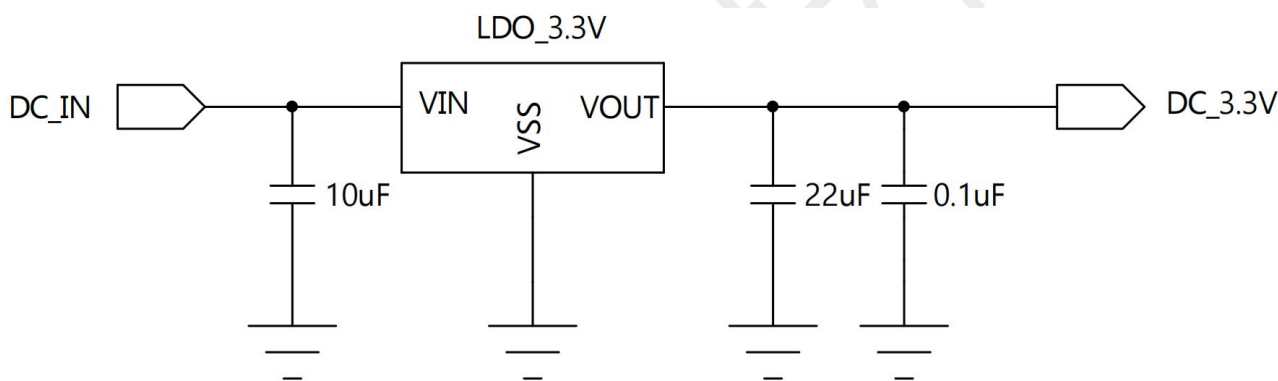 LDO_3.3V
DC_IN
VIN
VSS
VOUT
DC_3.3V
10uF
22uF
0.1uF